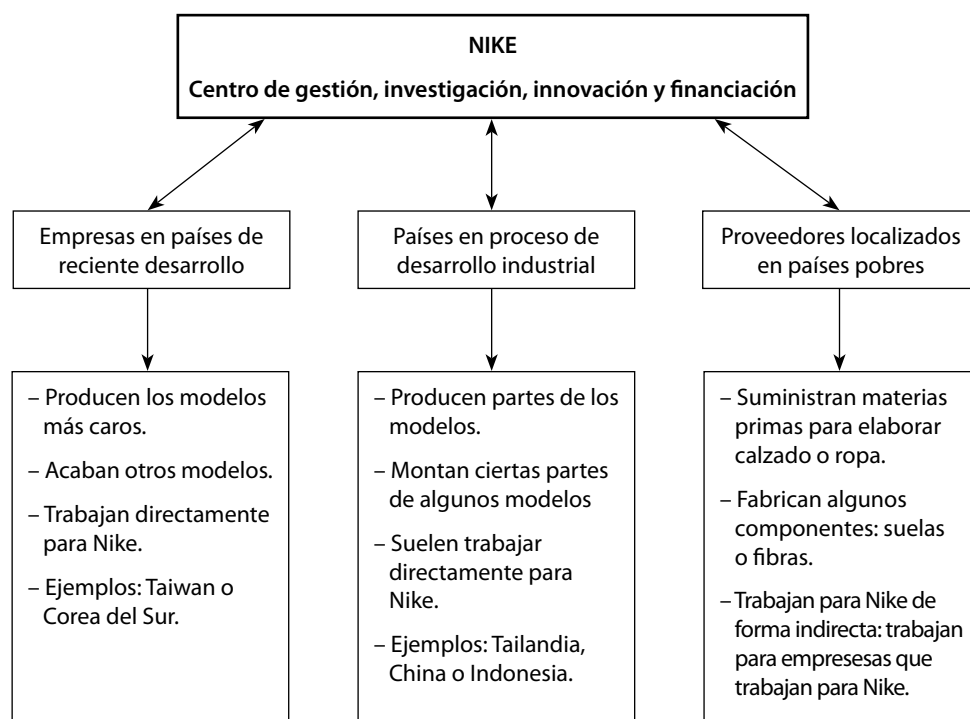 NIKE
Centro de gestión, investigación, innovación y financiación
Empresas en países de
reciente desarrollo
Países en proceso de
desarrollo industrial
Proveedores localizados
en países pobres
– Producen los modelos
más caros.
– Acaban otros modelos.
– Trabajan directamente
para Nike.
– Ejemplos: Taiwan o
Corea del Sur.
– Producen partes de los
modelos.
– Montan ciertas partes
de algunos modelos
– Suelen trabajar
directamente para
Nike.
– Ejemplos: Tailandia,
China o Indonesia.
– Suministran materias
primas para elaborar
calzado o ropa.
– Fabrican algunos
componentes: suelas
o fibras.
– Trabajan para Nike de
forma indirecta: trabajan
para empresesas que
trabajan para Nike.